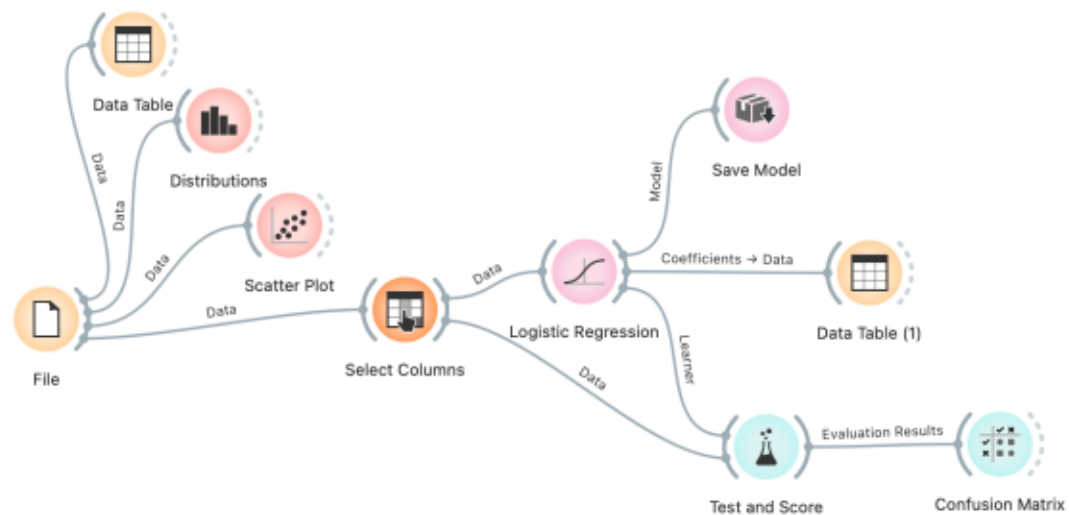 Data Table
Data
Distributions
Data
Scatter Plot
Data
File
Data
Select Columns
Data
Data
Logistic Regression
Model
Save Model
Coefficients → Data
Data Table (1)
Learner
Test and Score
Evaluation Results
Confusion Matrix